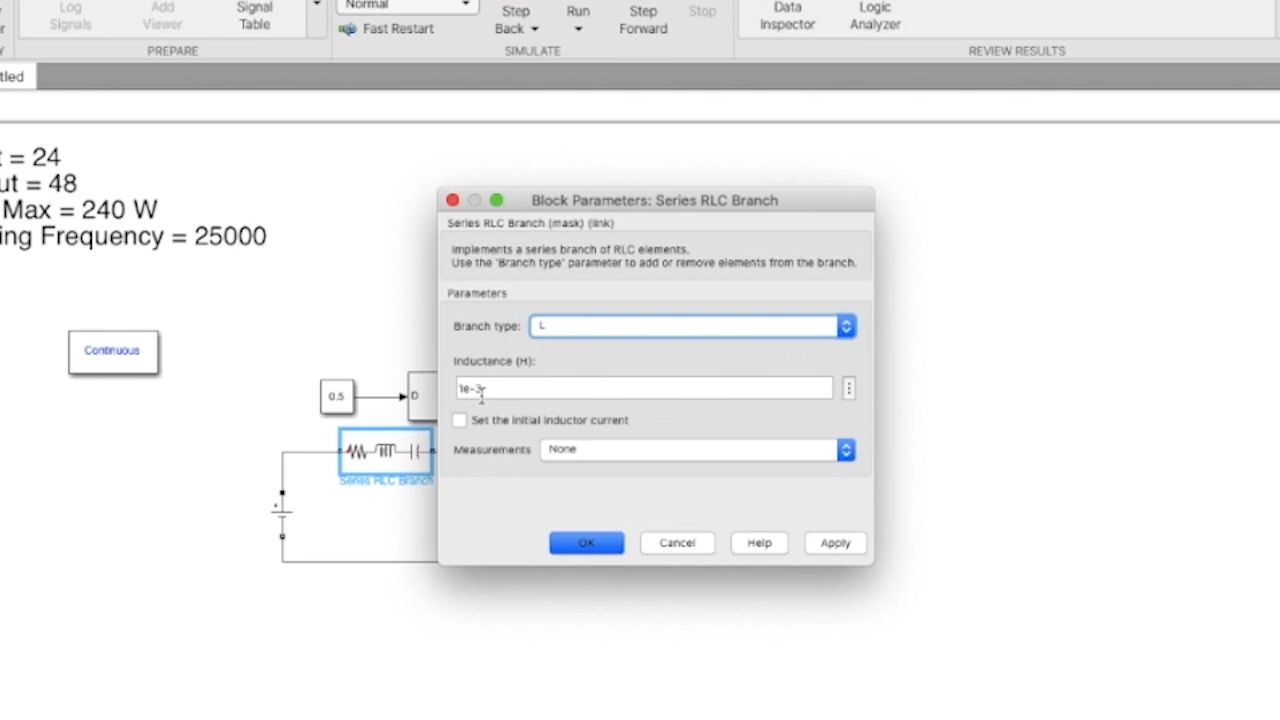 Log Signals
Add Viewer
Signal Table
PREPARE
Normal
Fast Restart
Step Back
Run
Step Forward
Stop
SIMULATE
Data Inspector
Logic Analyzer
REVIEW RESULTS
tled
t = 24
ut = 48
Max = 240 W
ing Frequency = 25000
Continuous
0.5
D
Series RLC Branch
Block Parameters: Series RLC Branch
Series RLC Branch (mask) (link)
Implements a series branch of RLC elements.
Use the 'Branch type' parameter to add or remove elements from the branch.
Parameters
Branch type: L
Inductance (H):
1e-3
Set the initial inductor current
Measurements None
OK Cancel Help Apply